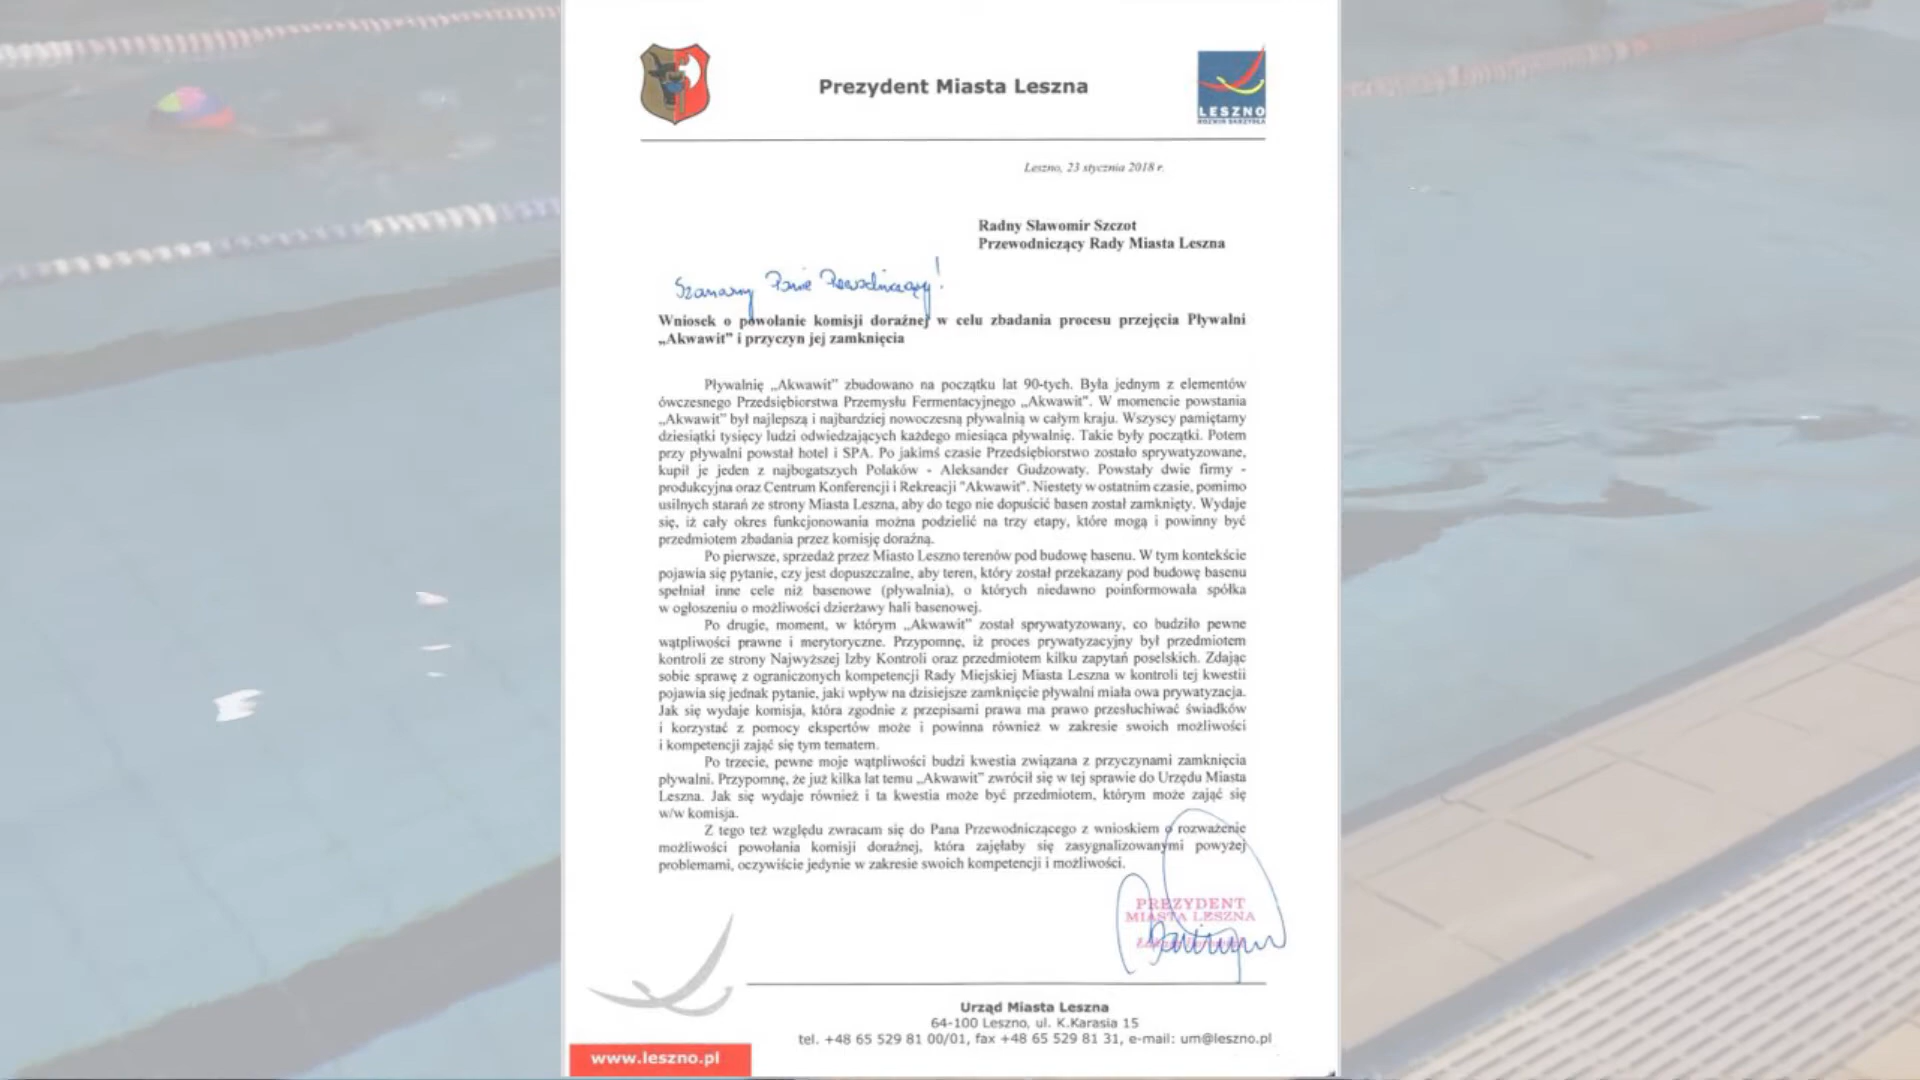 Prezydent Miasta Leszna
LESZNO
ROZWIŃ SKRZYDŁA
Leszno, 23 stycznia 2018 r.
Radny Sławomir Szczot
Przewodniczący Rady Miasta Leszna
Szanowny Panie Przewodniczący!
Wniosek o powołanie komisji doraźnej w celu zbadania procesu przejęcia Pływalni
„Akwawit” i przyczyn jej zamknięcia
Pływalnię „Akwawit” zbudowano na początku lat 90-tych. Była jednym z elementów
ówczesnego Przedsiębiorstwa Przemysłu Fermentacyjnego „Akwawit”. W momencie powstania
„Akwawit” był najlepszą i najbardziej nowoczesną pływalnią w całym kraju. Wszyscy pamiętamy
dziesiątki tysięcy ludzi odwiedzających każdego miesiąca pływalnię. Takie były początki. Potem
przy pływalni powstał hotel i SPA. Po jakimś czasie Przedsiębiorstwo zostało sprywatyzowane,
kupił je jeden z najbogatszych Polaków - Aleksander Gudzowaty. Powstały dwie firmy -
produkcyjna oraz Centrum Konferencji i Rekreacji "Akwawit". Niestety w ostatnim czasie, pomimo
usilnych starań ze strony Miasta Leszna, aby do tego nie dopuścić basen został zamknięty. Wydaje
się, iż cały okres funkcjonowania można podzielić na trzy etapy, które mogą i powinny być
przedmiotem zbadania przez komisję doraźną.
Po pierwsze, sprzedaż przez Miasto Leszno terenów pod budowę basenu. W tym kontekście
pojawia się pytanie, czy jest dopuszczalne, aby teren, który został przekazany pod budowę basenu
spełniał inne cele niż basenowe (pływalnia), o których niedawno poinformowała spółka
w ogłoszeniu o możliwości dzierżawy hali basenowej.
Po drugie, moment, w którym „Akwawit” został sprywatyzowany, co budziło pewne
wątpliwości prawne i merytoryczne. Przypomnę, iż proces prywatyzacyjny był przedmiotem
kontroli ze strony Najwyższej Izby Kontroli oraz przedmiotem kilku zapytań poselskich. Zdając
sobie sprawę z ograniczonych kompetencji Rady Miejskiej Miasta Leszna w kontroli tej kwestii
pojawia się jednak pytanie, jaki wpływ na dzisiejsze zamknięcie pływalni miała owa prywatyzacja.
Jak się wydaje komisja, która zgodnie z przepisami prawa ma prawo przesłuchiwać świadków
i korzystać z pomocy ekspertów może i powinna również w zakresie swoich możliwości
i kompetencji zająć się tym tematem.
Po trzecie, pewne moje wątpliwości budzi kwestia związana z przyczynami zamknięcia
pływalni. Przypomnę, że już kilka lat temu „Akwawit” zwrócił się w tej sprawie do Urzędu Miasta
Leszna. Jak się wydaje również i ta kwestia może być przedmiotem, którym może zająć się
w/w komisja.
Z tego też względu zwracam się do Pana Przewodniczącego z wnioskiem o rozważenie
możliwości powołania komisji doraźnej, która zajęłaby się zasygnalizowanymi powyżej
problemami, oczywiście jedynie w zakresie swoich kompetencji i możliwości.
PREZYDENT
MIASTA LESZNA
Urząd Miasta Leszna
64-100 Leszno, ul. K.Karasia 15
tel. +48 65 529 81 00/01, fax +48 65 529 81 31, e-mail: um@leszno.pl
www.leszno.pl